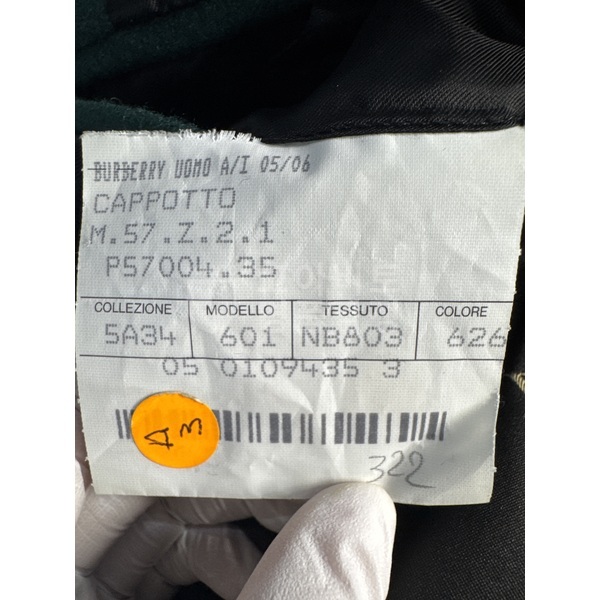 BURBERRY UOMO A/I 05/06
CAPPOTTO
M.57.Z.2.1
P57004.35
COLLEZIONE MODELLO TESSUTO COLORE
5A34 601 NB803 626
05 0109435 3
322